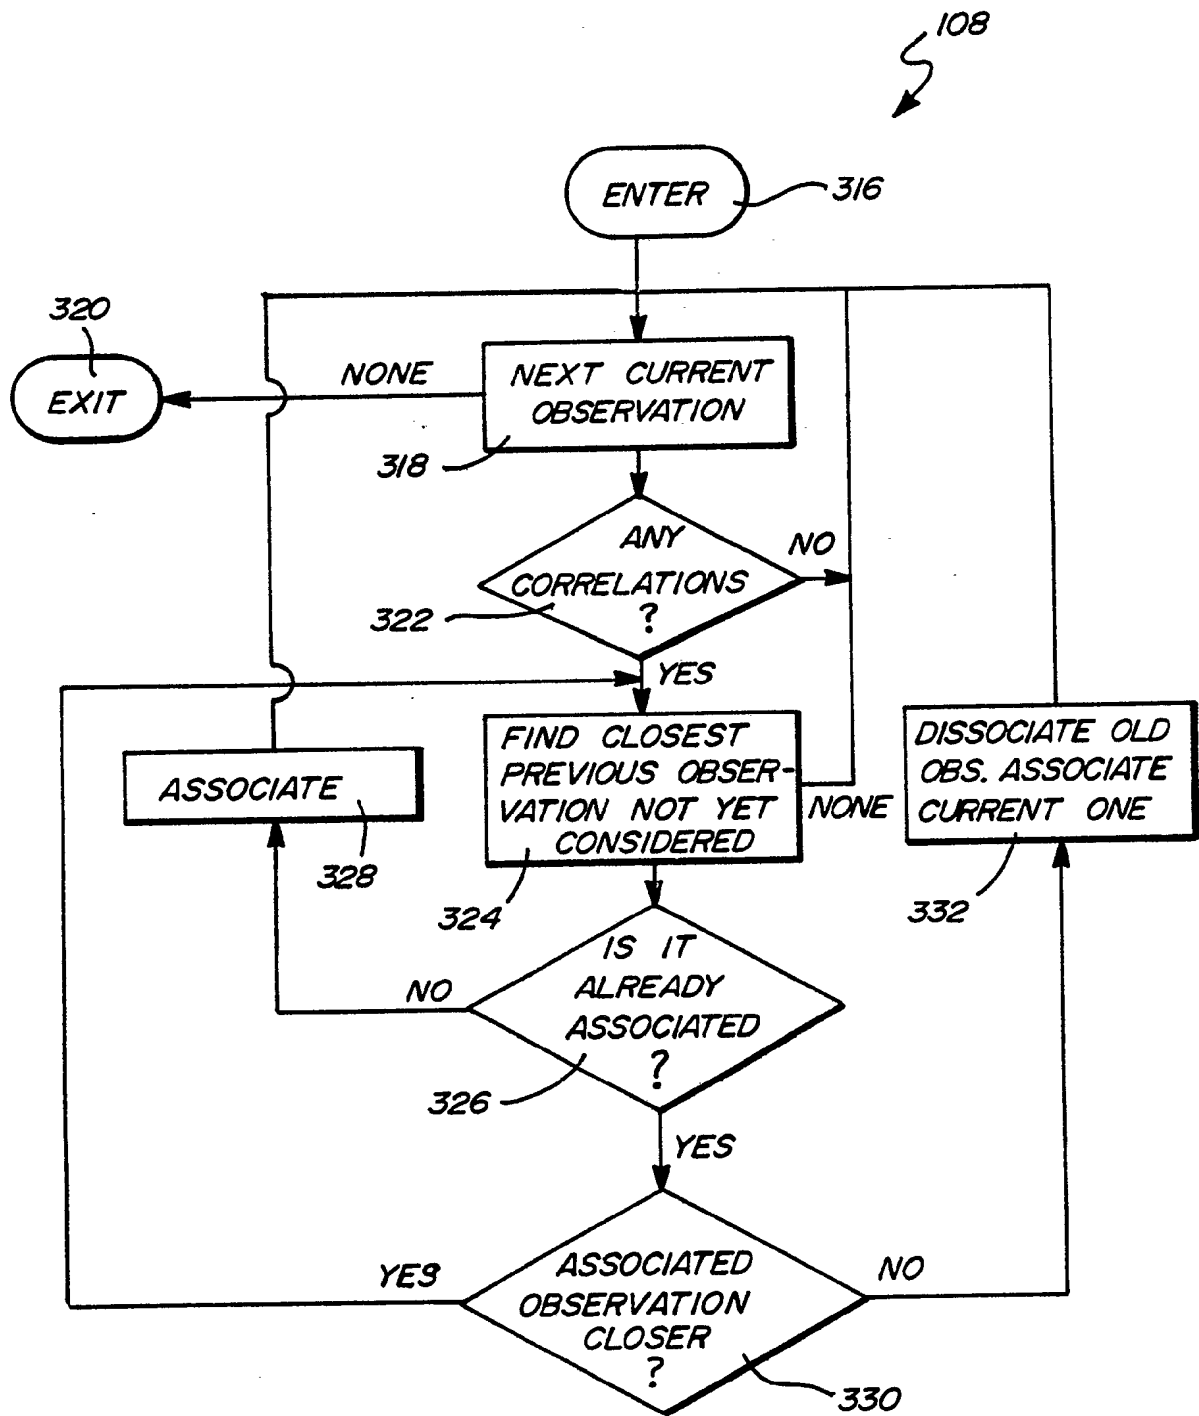 108
ENTER
316
320
EXIT
NONE
NEXT CURRENT
OBSERVATION
318
ANY
CORRELATIONS
?
NO
322
YES
FIND CLOSEST
PREVIOUS OBSER-
VATION NOT YET
CONSIDERED
NONE
324
DISSOCIATE OLD
OBS. ASSOCIATE
CURRENT ONE
332
ASSOCIATE
328
IS IT
ALREADY
ASSOCIATED
?
NO
326
YES
ASSOCIATED
OBSERVATION
CLOSER
?
YES
NO
330